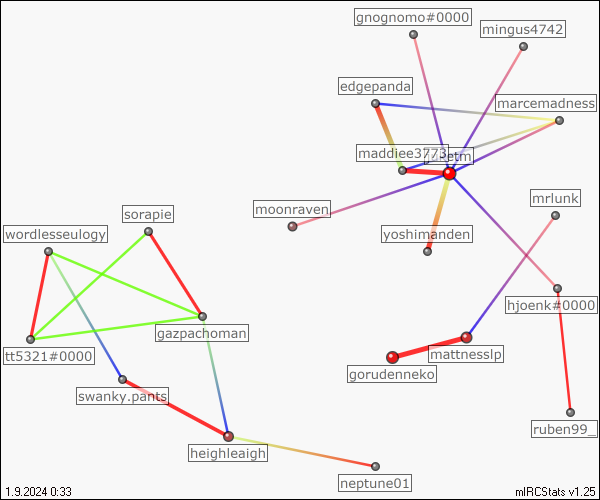 gnognomo#0000
mingus4742
edgepanda
marcemadness
maddiee3773
etm
moonraven
mrlunk
sorapie
wordlesseulogy
yoshimanden
hjoenk#0000
gazpachoman
tt5321#0000
mattnesslp
gorudenneko
swanky.pants
ruben99_
heighleaigh
neptune01
1.9.2024 0:33
mIRCStats v1.25